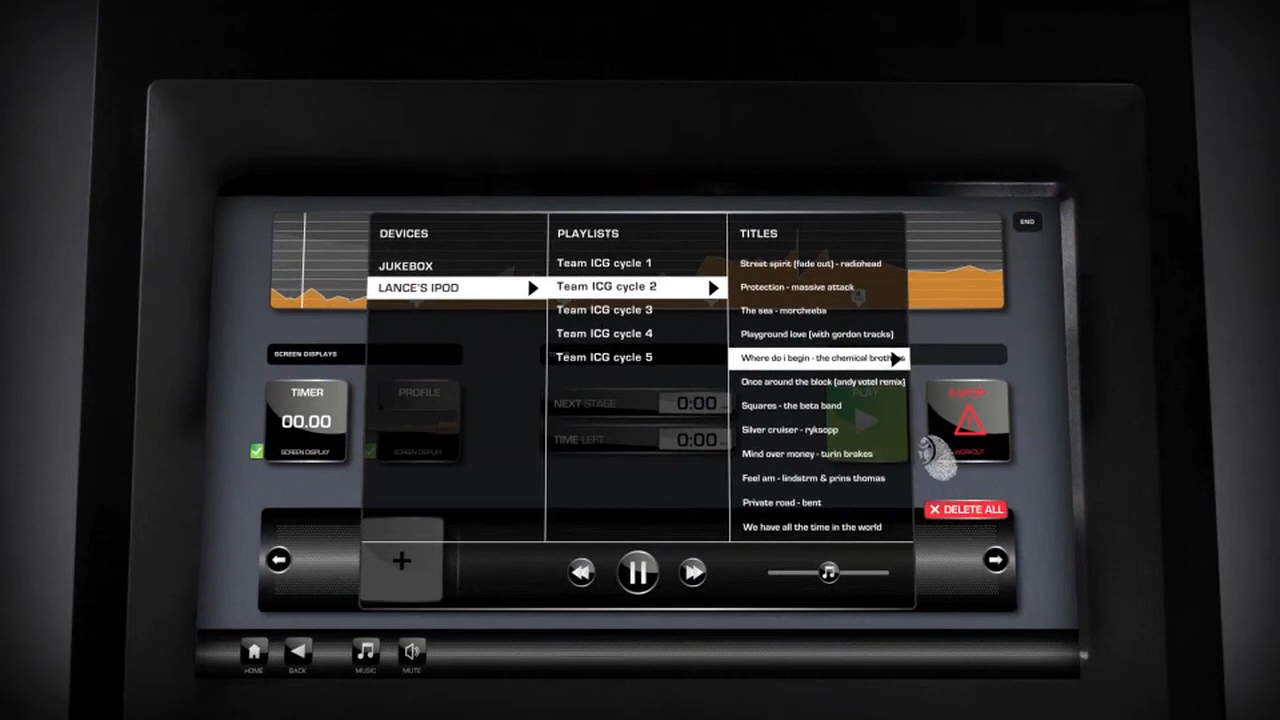 END
DEVICES
JUKEBOX
LANCE'S IPOD
PLAYLISTS
Team ICG cycle 1
Team ICG cycle 2
Team ICG cycle 3
Team ICG cycle 4
Team ICG cycle 5
TITLES
Street spirit (fade out) - radiohead
Protection - massive attack
The sea - morcheeba
Playground love (with gordon tracks)
Where do i begin - the chemical brothers
Once around the block (andy votel remix)
Squares - the beta band
Silver cruiser - ryksopp
Mind over money - turin brakes
Feel am - lindstrm & prins thomas
Private road - bent
We have all the time in the world
SCREEN DISPLAYS
TIMER
00.00
SCREEN DISPLAY
PROFILE
SCREEN DISPLAY
NEXT STAGE 0:00
TIME LEFT 0:00
PLAY
WORKOUT
X DELETE ALL
+
HOME
BACK
MUSIC
MUTE